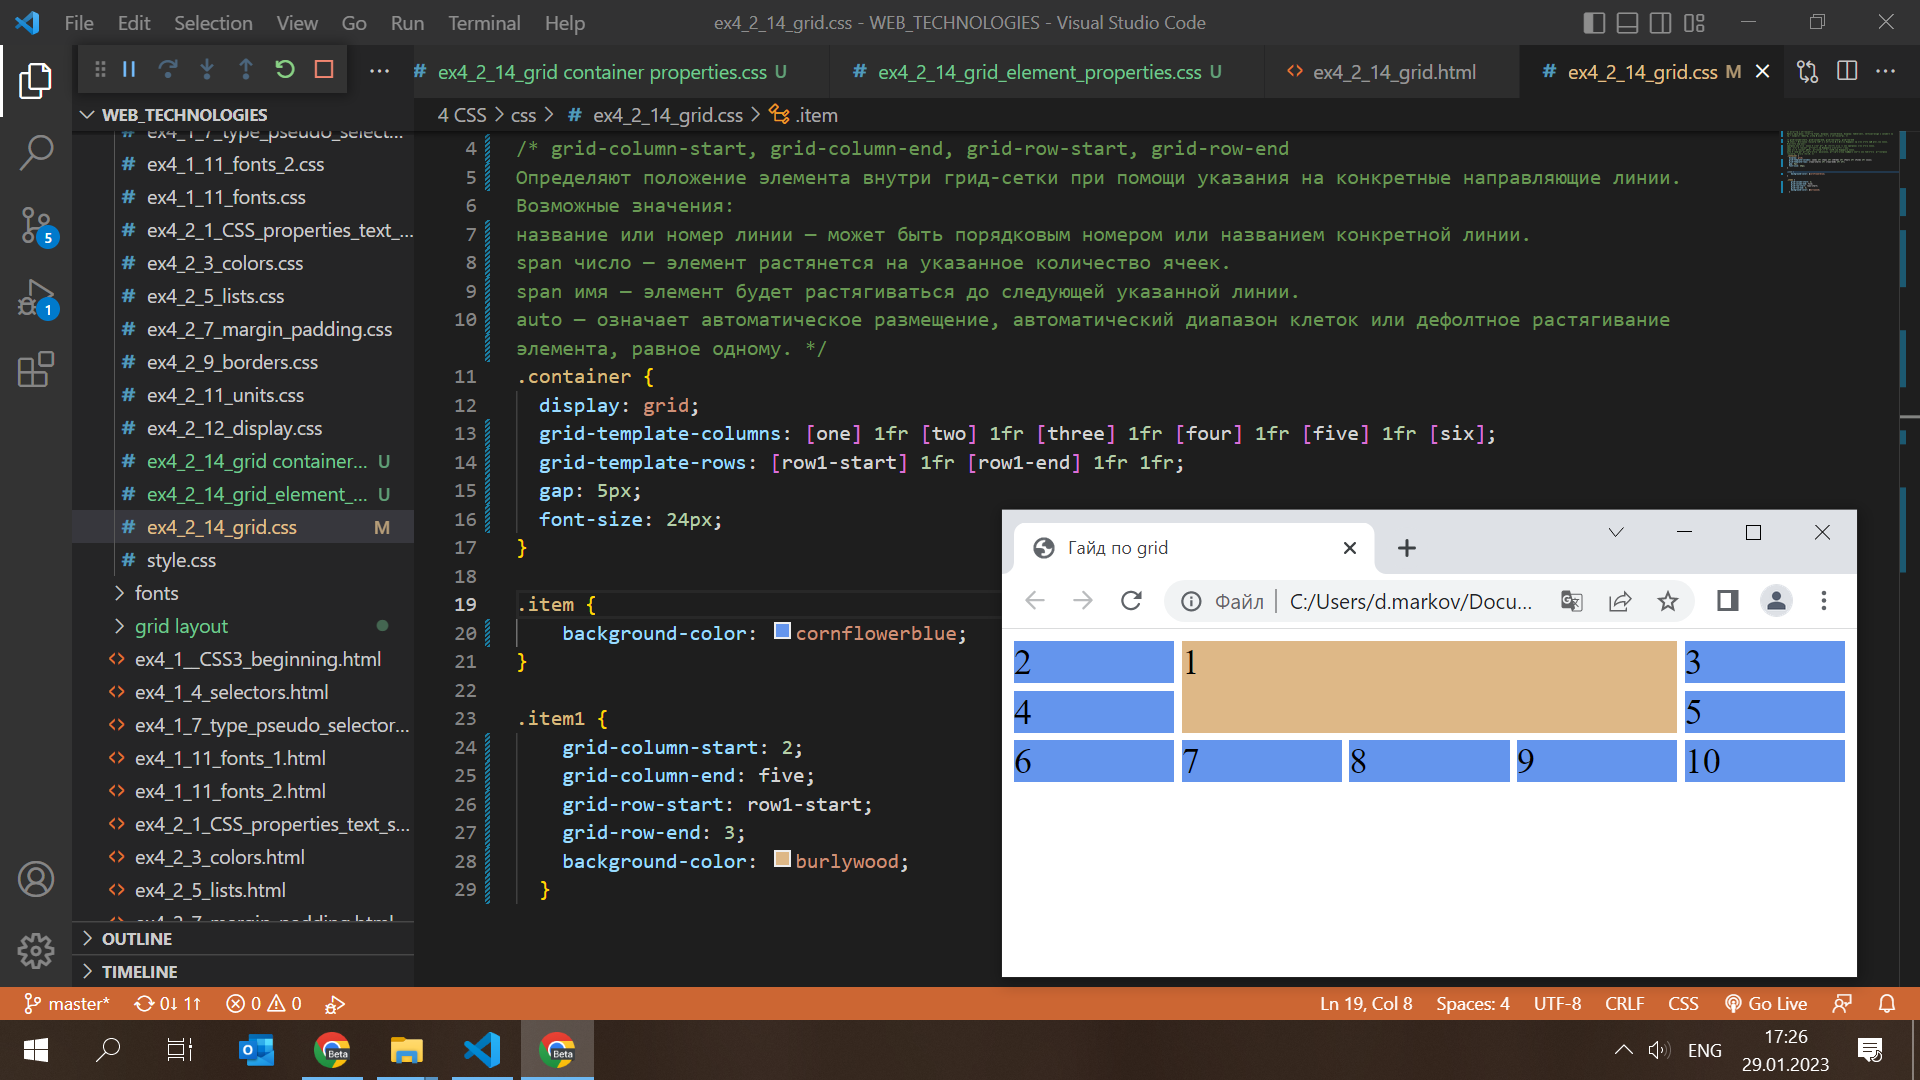 File Edit Selection View Go Run Terminal Help
ex4_2_14_grid.css - WEB_TECHNOLOGIES - Visual Studio Code
ex4_2_14_grid container properties.css U
ex4_2_14_grid_element_properties.css U
ex4_2_14_grid.html
ex4_2_14_grid.css M
WEB_TECHNOLOGIES
4 CSS > css > # ex4_2_14_grid.css > .item
ex4_1_7_type_pseudo_select...
ex4_1_11_fonts_2.css
ex4_1_11_fonts.css
ex4_2_1_CSS_properties_text_...
ex4_2_3_colors.css
ex4_2_5_lists.css
ex4_2_7_margin_padding.css
ex4_2_9_borders.css
ex4_2_11_units.css
ex4_2_12_display.css
ex4_2_14_grid container... U
ex4_2_14_grid_element_... U
ex4_2_14_grid.css M
style.css
fonts
grid layout
ex4_1__CSS3_beginning.html
ex4_1_4_selectors.html
ex4_1_7_type_pseudo_selector...
ex4_1_11_fonts_1.html
ex4_1_11_fonts_2.html
ex4_2_1_CSS_properties_text_s...
ex4_2_3_colors.html
ex4_2_5_lists.html
ex4_2_7_margin_padding.html
OUTLINE
TIMELINE
5
1
4 /* grid-column-start, grid-column-end, grid-row-start, grid-row-end
5 Определяют положение элемента внутри грид-сетки при помощи указания на конкретные направляющие линии.
6 Возможные значения:
7 название или номер линии — может быть порядковым номером или названием конкретной линии.
8 span число — элемент растянется на указанное количество ячеек.
9 span имя — элемент будет растягиваться до следующей указанной линии.
10 auto — означает автоматическое размещение, автоматический диапазон клеток или дефолтное растягивание
элемента, равное одному. */
11 .container {
12 display: grid;
13 grid-template-columns: [one] 1fr [two] 1fr [three] 1fr [four] 1fr [five] 1fr [six];
14 grid-template-rows: [row1-start] 1fr [row1-end] 1fr 1fr;
15 gap: 5px;
16 font-size: 24px;
17 }
18
19 .item {
20 background-color: cornflowerblue;
21 }
22
23 .item1 {
24 grid-column-start: 2;
25 grid-column-end: five;
26 grid-row-start: row1-start;
27 grid-row-end: 3;
28 background-color: burlywood;
29 }
Гайд по grid
Файл | C:/Users/d.markov/Docu...
2 1 3
4 5
6 7 8 9 10
master* 0↓ 1↑ 0 0
Ln 19, Col 8 Spaces: 4 UTF-8 CRLF CSS Go Live
Beta
Beta
ENG
17:26
29.01.2023